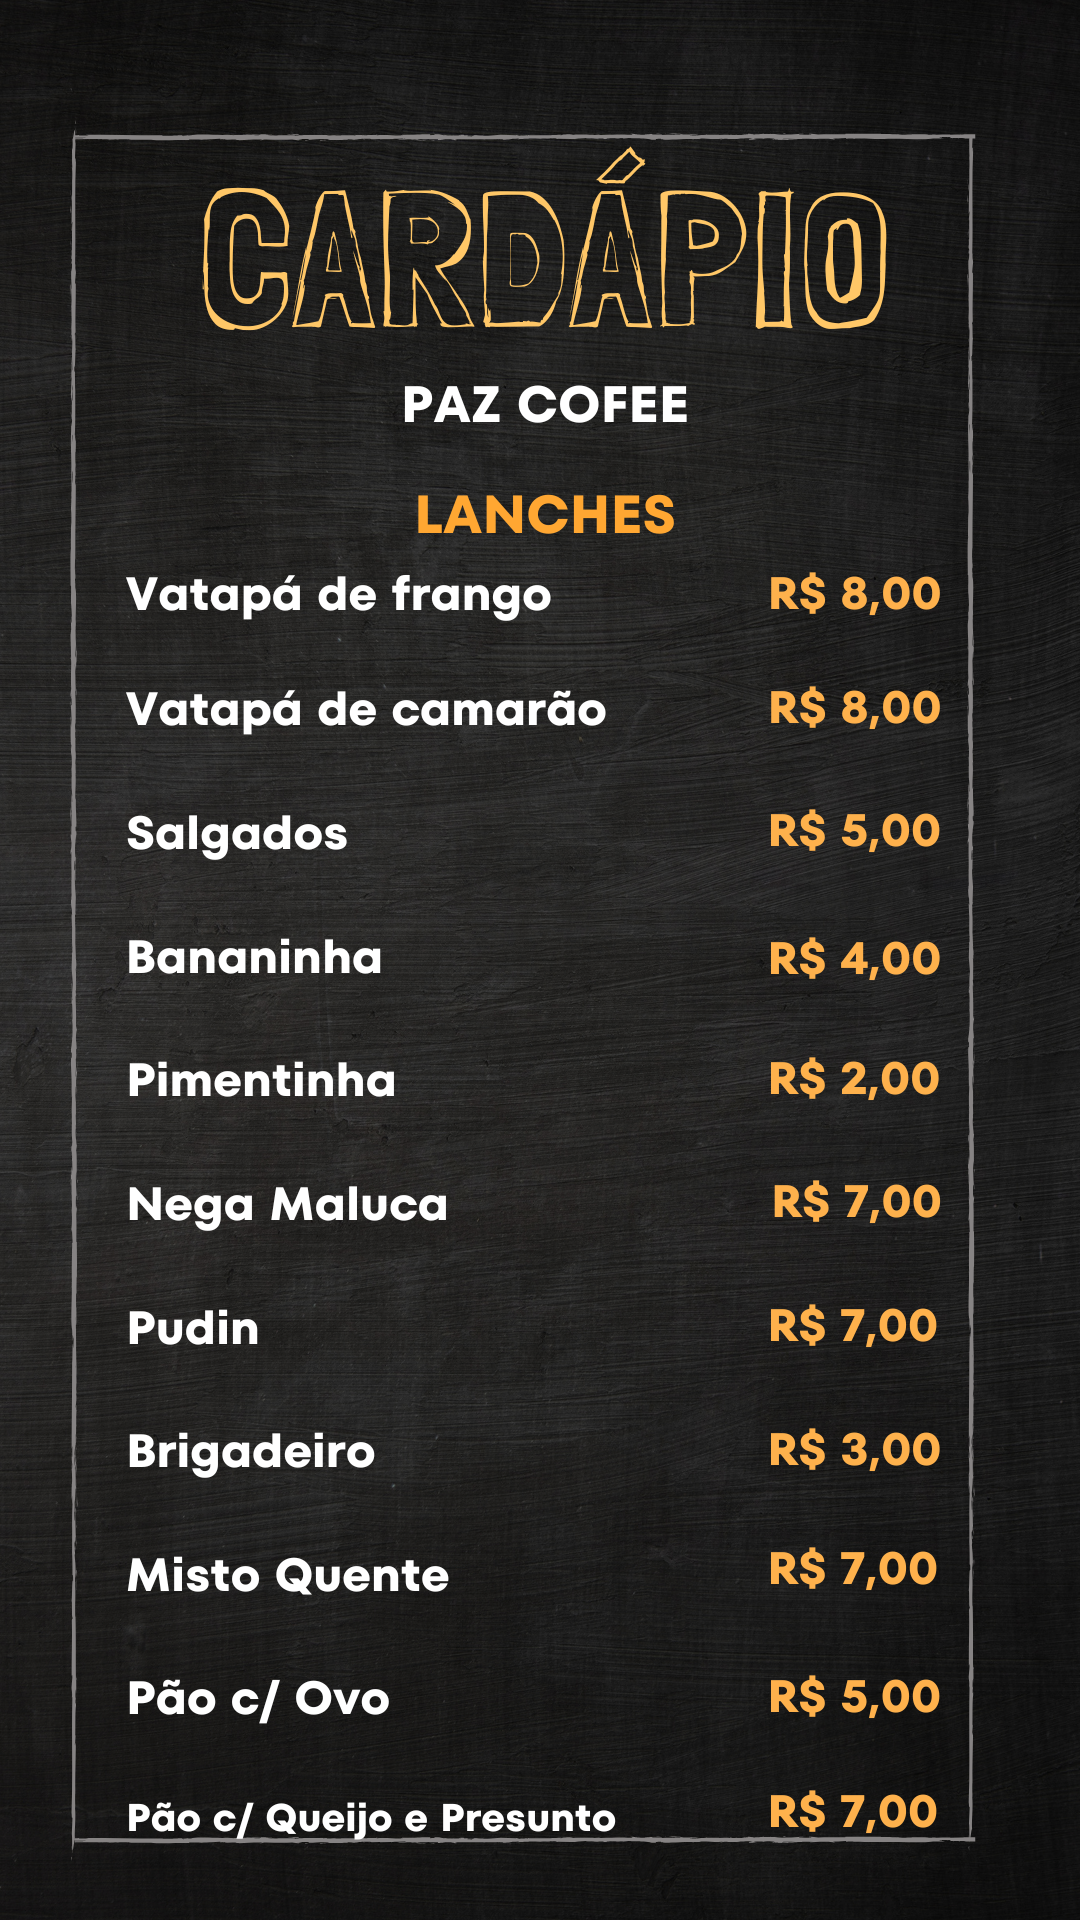 CARDÁPIO
PAZ COFEE
LANCHES
Vatapá de frango R$ 8,00
Vatapá de camarão R$ 8,00
Salgados R$ 5,00
Bananinha R$ 4,00
Pimentinha R$ 2,00
Nega Maluca R$ 7,00
Pudin R$ 7,00
Brigadeiro R$ 3,00
Misto Quente R$ 7,00
Pão c/ Ovo R$ 5,00
Pão c/ Queijo e Presunto R$ 7,00